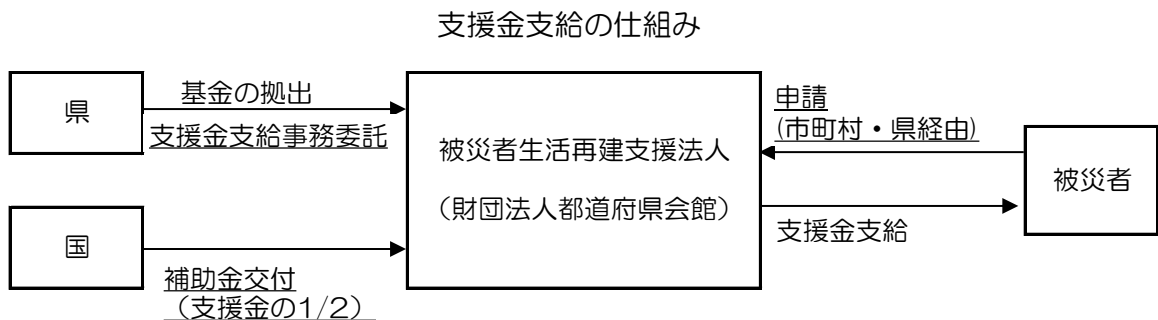 支援金支給の仕組み
県
基金の拠出
支援金支給事務委託
国
補助金交付
（支援金の1/2）
被災者生活再建支援法人
（財団法人都道府県会館）
申請
(市町村・県経由)
支援金支給
被災者